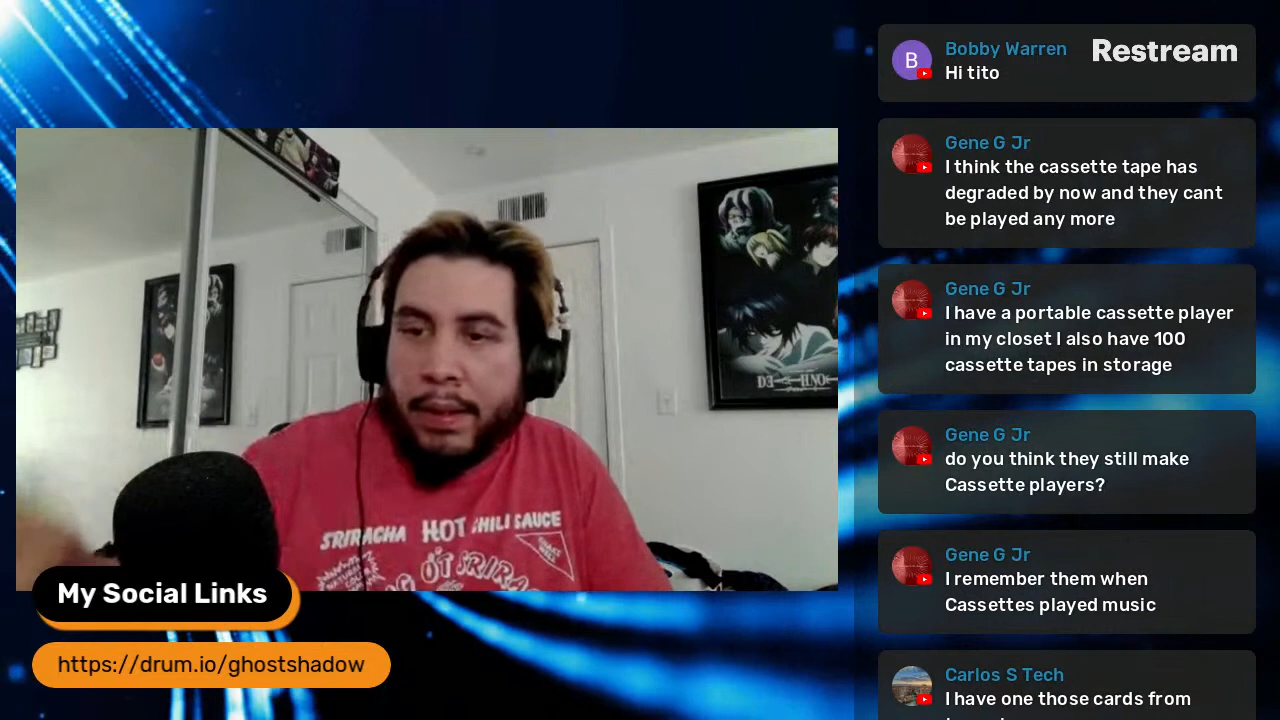 Bobby Warren
Restream
B
Hi tito
Gene G Jr
I think the cassette tape has
degraded by now and they cant
be played any more
Gene G Jr
I have a portable cassette player
in my closet I also have 100
cassette tapes in storage
Gene G Jr
do you think they still make
Cassette players?
Gene G Jr
I remember them when
Cassettes played music
Carlos S Tech
I have one those cards from
SRIRACHA HOT CHILI SAUCE
My Social Links
https://drum.io/ghostshadow